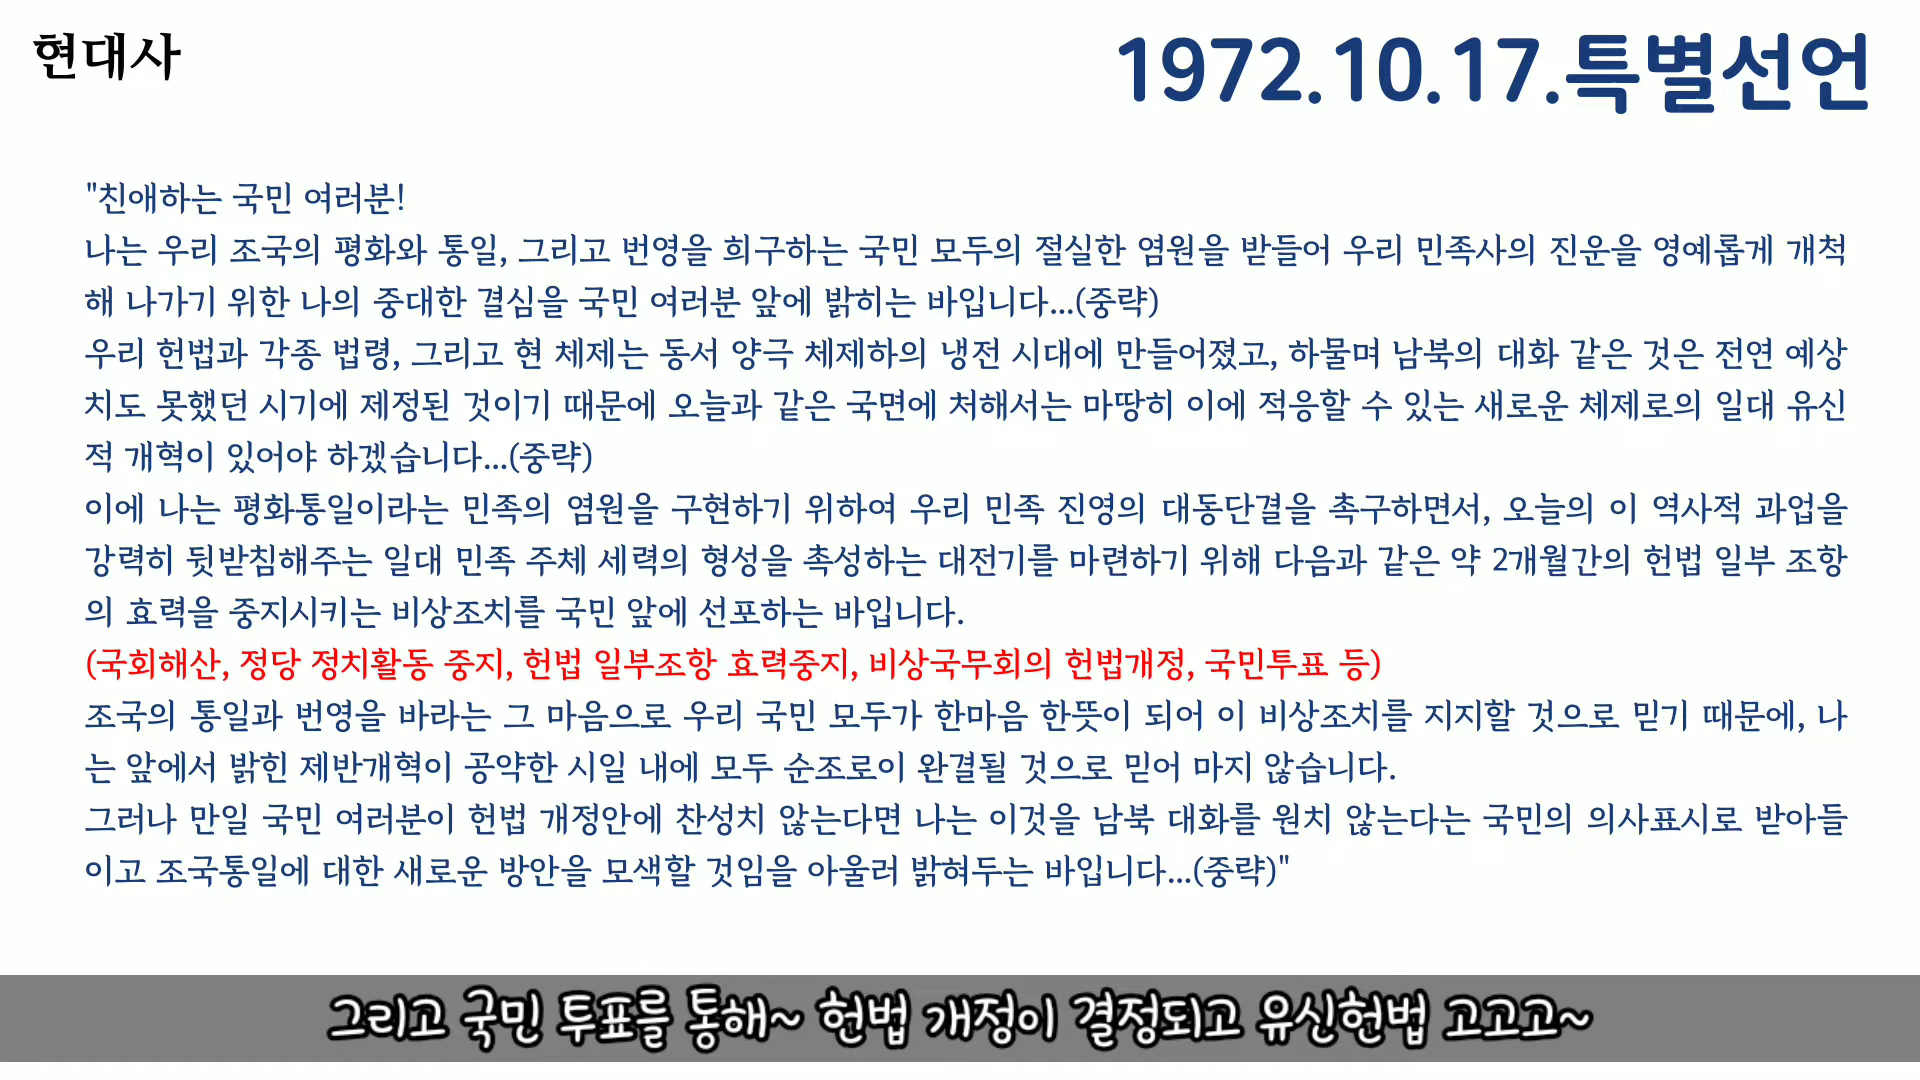 현대사
1972.10.17.특별선언
"친애하는 국민 여러분!
나는 우리 조국의 평화와 통일, 그리고 번영을 희구하는 국민 모두의 절실한 염원을 받들어 우리 민족사의 진운을 영예롭게 개척
해 나가기 위한 나의 중대한 결심을 국민 여러분 앞에 밝히는 바입니다...(중략)
우리 헌법과 각종 법령, 그리고 현 체제는 동서 양극 체제하의 냉전 시대에 만들어졌고, 하물며 남북의 대화 같은 것은 전연 예상
치도 못했던 시기에 제정된 것이기 때문에 오늘과 같은 국면에 처해서는 마땅히 이에 적응할 수 있는 새로운 체제로의 일대 유신
적 개혁이 있어야 하겠습니다...(중략)
이에 나는 평화통일이라는 민족의 염원을 구현하기 위하여 우리 민족 진영의 대동단결을 촉구하면서, 오늘의 이 역사적 과업을
강력히 뒷받침해주는 일대 민족 주체 세력의 형성을 촉성하는 대전기를 마련하기 위해 다음과 같은 약 2개월간의 헌법 일부 조항
의 효력을 중지시키는 비상조치를 국민 앞에 선포하는 바입니다.
(국회해산, 정당 정치활동 중지, 헌법 일부조항 효력중지, 비상국무회의 헌법개정, 국민투표 등)
조국의 통일과 번영을 바라는 그 마음으로 우리 국민 모두가 한마음 한뜻이 되어 이 비상조치를 지지할 것으로 믿기 때문에, 나
는 앞에서 밝힌 제반개혁이 공약한 시일 내에 모두 순조로이 완결될 것으로 믿어 마지 않습니다.
그러나 만일 국민 여러분이 헌법 개정안에 찬성치 않는다면 나는 이것을 남북 대화를 원치 않는다는 국민의 의사표시로 받아들
이고 조국통일에 대한 새로운 방안을 모색할 것임을 아울러 밝혀두는 바입니다...(중략)"
그리고 국민 투표를 통해~ 헌법 개정이 결정되고 유신헌법 고고고~